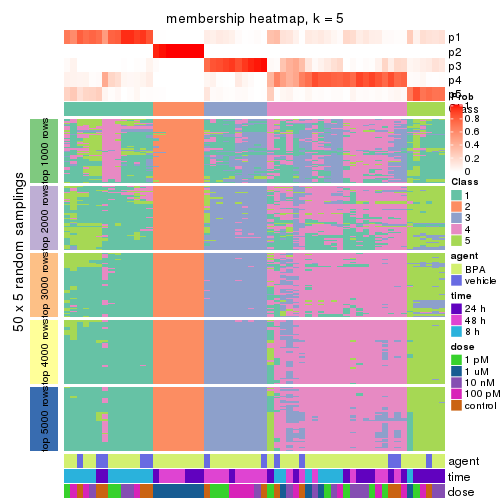 membership heatmap, k = 5
p1
p2
p3
p4
p5
Prob
1
0.8
0.6
0.4
0.2
0
Class
Class
1
2
3
4
5
agent
BPA
vehicle
time
24 h
48 h
8 h
dose
1 pM
1 uM
10 nM
100 pM
control
50 x 5 random samplings
top 1000 rows
top 2000 rows
top 3000 rows
top 4000 rows
top 5000 rows
agent
time
dose